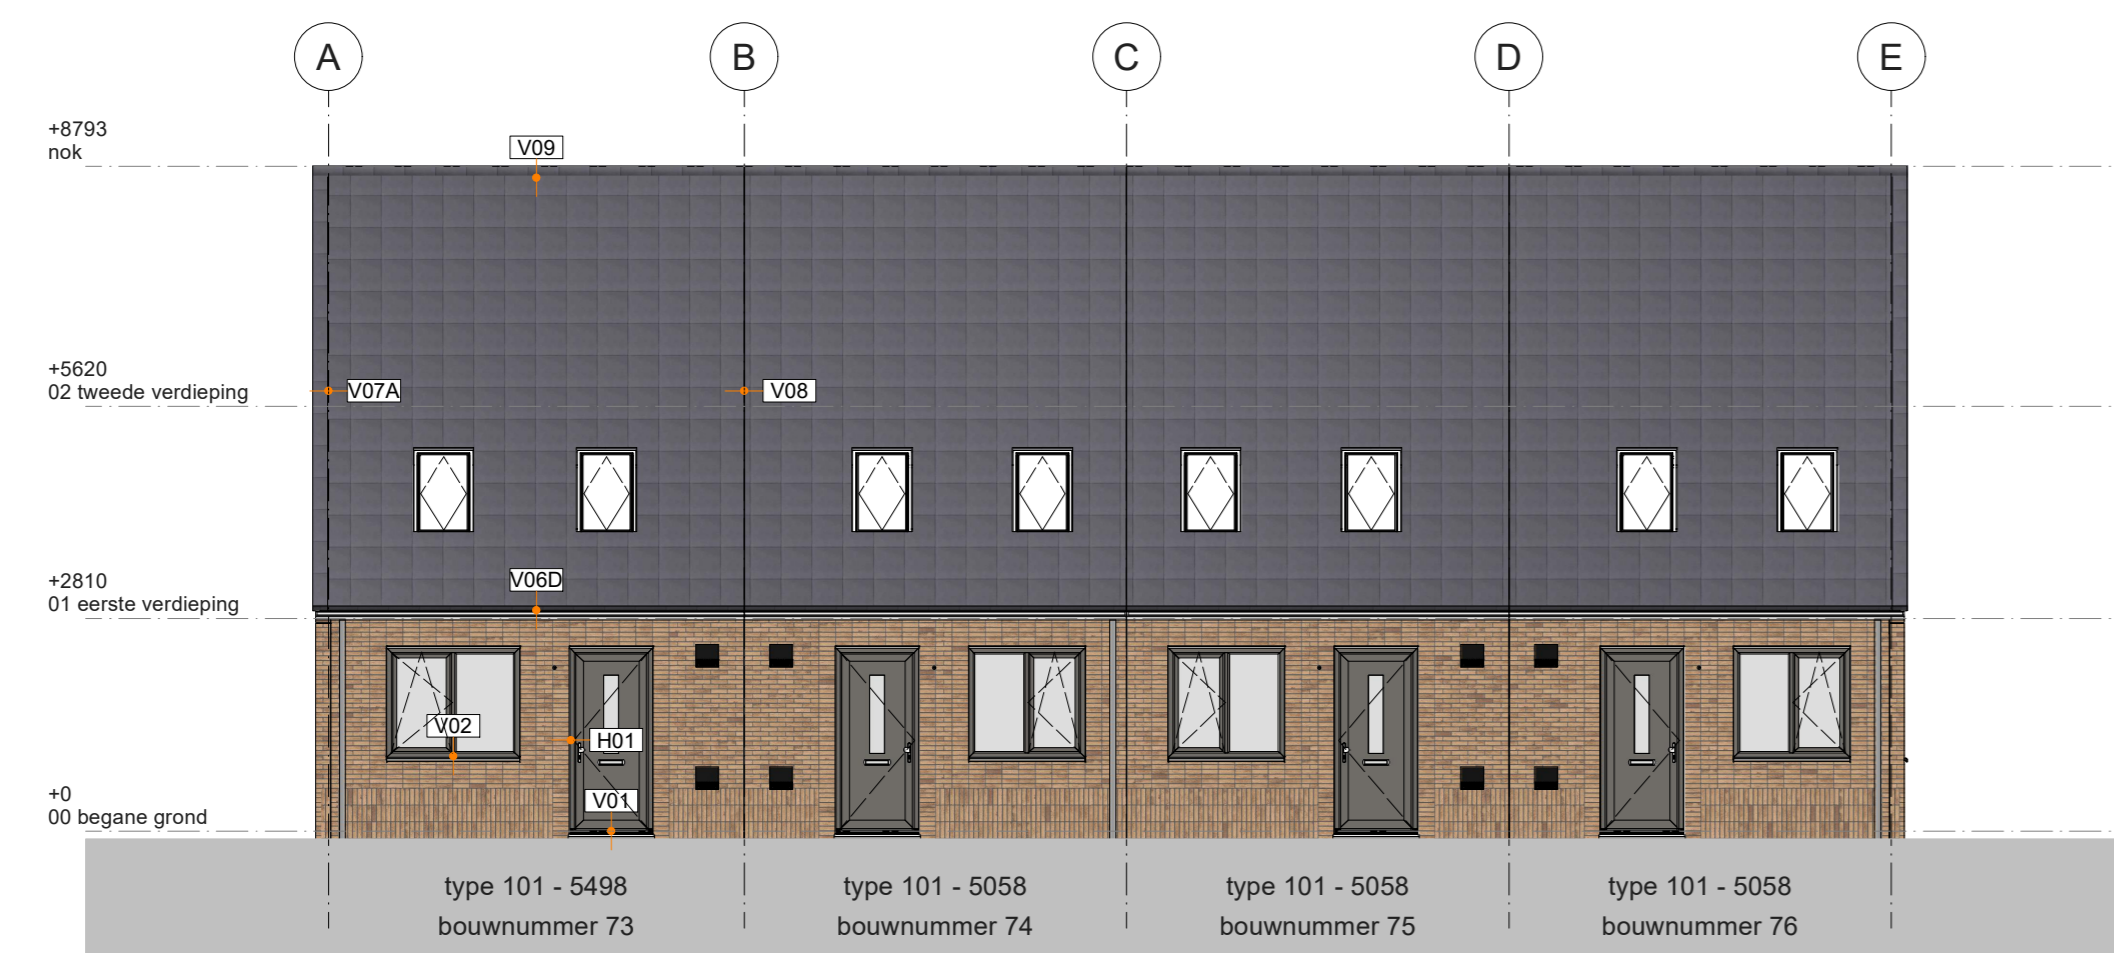 A B C D E
+8793
nok
V09
+5620
02 tweede verdieping
V07A
V08
+2810
01 eerste verdieping
V06D
V02
H01
V01
+0
00 begane grond
type 101 - 5498
bouwnummer 73
type 101 - 5058
bouwnummer 74
type 101 - 5058
bouwnummer 75
type 101 - 5058
bouwnummer 76